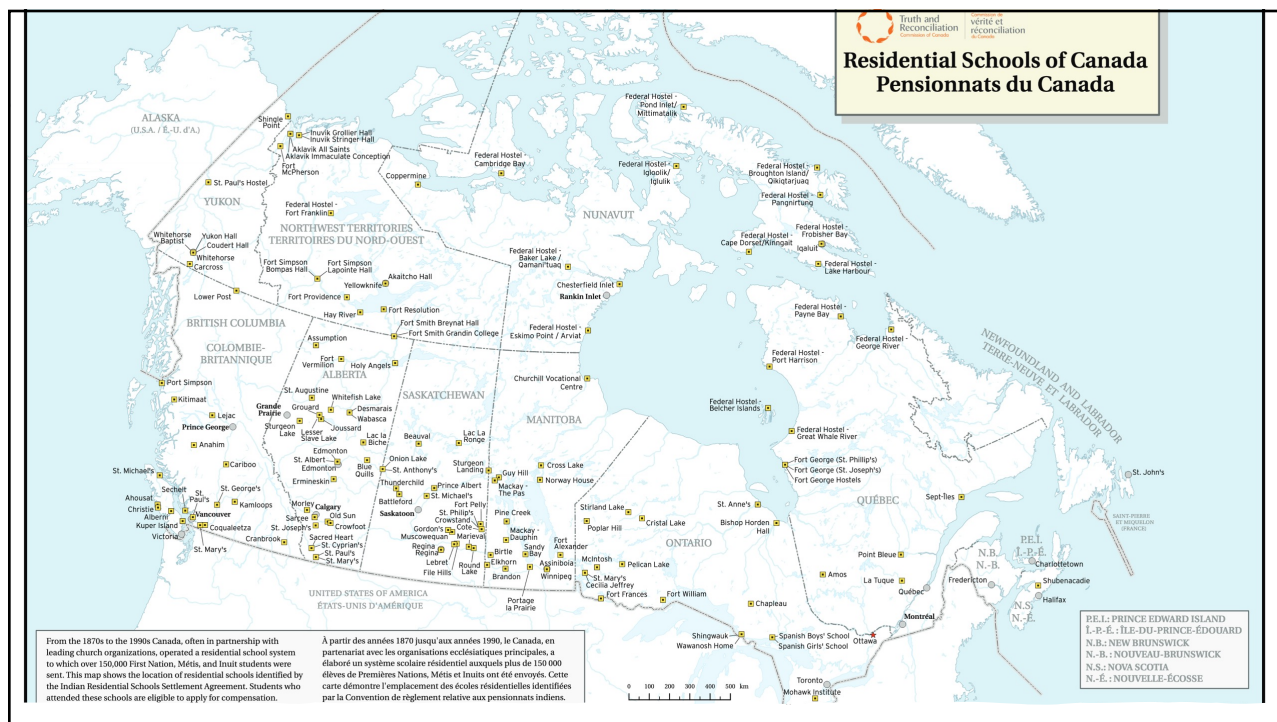 Truth and
Reconciliation
Commission of Canada
Commission de
vérité et
réconciliation
du Canada
Residential Schools of Canada
Pensionnats du Canada
ALASKA
(U.S.A. / É.-U. d'A.)
Shingle
Point
Inuvik Grollier Hall
Inuvik Stringer Hall
Aklavik All Saints
Aklavik Immaculate Conception
Fort
McPherson
St. Paul's Hostel
YUKON
Whitehorse
Baptist
Yukon Hall
Coudert Hall
Whitehorse
Carcross
Lower Post
Federal Hostel -
Fort Franklin
NORTHWEST TERRITORIES
TERRITOIRES DU NORD-OUEST
Fort Simpson
Bompas Hall
Fort Simpson
Lapointe Hall
Akaitcho Hall
Yellowknife
Fort Providence
Hay River
Fort Resolution
Fort Smith Breynat Hall
Fort Smith Grandin College
Coppermine
Federal Hostel -
Cambridge Bay
Federal Hostel -
Pond Inlet/
Mittimatalik
Federal Hostel -
Igloolik/
Iglulik
Federal Hostel -
Broughton Island/
Qikiqtarjuaq
Federal Hostel -
Pangnirtung
NUNAVUT
Federal Hostel -
Cape Dorset/Kinngait
Federal Hostel -
Frobisher Bay
Iqaluit
Federal Hostel -
Lake Harbour
Federal Hostel -
Baker Lake /
Qamani'tuaq
Chesterfield Inlet
Rankin Inlet
Federal Hostel -
Eskimo Point / Arviat
Federal Hostel -
Payne Bay
Federal Hostel -
George River
Federal Hostel -
Port Harrison
Federal Hostel -
Belcher Islands
Federal Hostel -
Great Whale River
Fort George (St. Phillip's)
Fort George (St. Joseph's)
Fort George Hostels
NEWFOUNDLAND AND LABRADOR
TERRE-NEUVE ET LABRADOR
BRITISH COLUMBIA
COLOMBIE-
BRITANNIQUE
Port Simpson
Kitimaat
Lejac
Prince George
Anahim
Cariboo
St. Michael's
Sechelt
St.
Paul's
St. George's
Ahousat
Christie
Alberni
Kamloops
Vancouver
Kuper Island
Coqualeetza
Victoria
St. Mary's
Cranbrook
Assumption
Fort
Vermilion
Holy Angels
ALBERTA
St. Augustine
Whitefish Lake
Grande
Prairie
Grouard
Desmarais
Wabasca
Sturgeon
Lake
Joussard
Lesser
Slave Lake
Lac la
Biche
Edmonton
St. Albert
Edmonton
Blue
Quills
Ermineskin
Morley
Calgary
Sarcee
Old Sun
Crowfoot
St. Joseph's
Sacred Heart
St. Cyprian's
St. Paul's
St. Mary's
SASKATCHEWAN
Beauval
Lac La
Ronge
Onion Lake
St. Anthony's
Sturgeon
Landing
Thunderchild
Prince Albert
St. Michael's
Battleford
Saskatoon
Fort Pelly
St. Philip's
Crowstand
Cote
Gordon's
Muscowequan
Marieval
Regina
Regina
Lebret
File Hills
Round
Lake
MANITOBA
Churchill Vocational
Centre
Guy Hill
Mackay -
The Pas
Cross Lake
Norway House
Pine Creek
Mackay -
Dauphin
Sandy
Bay
Fort
Alexander
Birtle
Elkhorn
Brandon
Assiniboia
Winnipeg
Portage
la Prairie
ONTARIO
St. Anne's
Bishop Horden
Hall
Stirland Lake
Cristal Lake
Poplar Hill
McIntosh
Pelican Lake
St. Mary's
Cecilia Jeffrey
Fort Frances
Fort William
Chapleau
Shingwauk
Wawanosh Home
Spanish Boys' School
Spanish Girls' School
Ottawa
Toronto
Mohawk Institute
QUÉBEC
Sept-Îles
Point Bleue
Amos
La Tuque
Québec
Montréal
St. John's
SAINT-PIERRE
ET MIQUELON
(FRANCE)
P.E.I.
Î.-P.-É.
N.B.
N.-B.
Charlottetown
Fredericton
Shubenacadie
Halifax
N.S.
N.-É.
UNITED STATES OF AMERICA
ÉTATS-UNIS D'AMÉRIQUE
From the 1870s to the 1990s Canada, often in partnership with
leading church organizations, operated a residential school system
to which over 150,000 First Nation, Métis, and Inuit students were
sent. This map shows the location of residential schools identified by
the Indian Residential Schools Settlement Agreement. Students who
attended these schools are eligible to apply for compensation.
À partir des années 1870 jusqu'aux années 1990, le Canada, en
partenariat avec les organisations ecclésiastiques principales, a
élaboré un système scolaire résidentiel auxquels plus de 150 000
élèves de Premières Nations, Métis et Inuits ont été envoyés. Cette
carte démontre l'emplacement des écoles résidentielles identifiées
par la Convention de règlement relative aux pensionnats indiens.
0 100 200 300 400 500 km
P.E.I.: PRINCE EDWARD ISLAND
Î.-P.-É.: ÎLE-DU-PRINCE-ÉDOUARD
N.B.: NEW BRUNSWICK
N.-B.: NOUVEAU-BRUNSWICK
N.S.: NOVA SCOTIA
N.-É.: NOUVELLE-ÉCOSSE